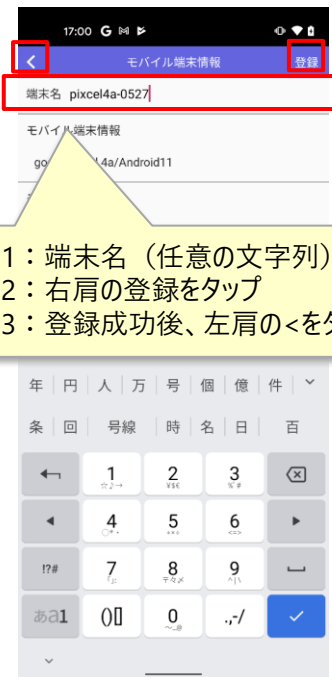 17:00 G
モバイル端末情報 登録
端末名 pixcel4a-0527
モバイル端末情報
4a/Android11
1：端末名（任意の文字列）
2：右肩の登録をタップ
3：登録成功後、左肩の<を
年 円 人 万 号 個 億 件
条 回 号線 時 名 日 百
1 2 3
☆♪→ ¥$€ %゜#
4 5 6
○*・ +×÷ <=>
!?# 7 8 9
「」: 〒々〆 ^|\
あa1 ()[] 0 .,-/
〜_@